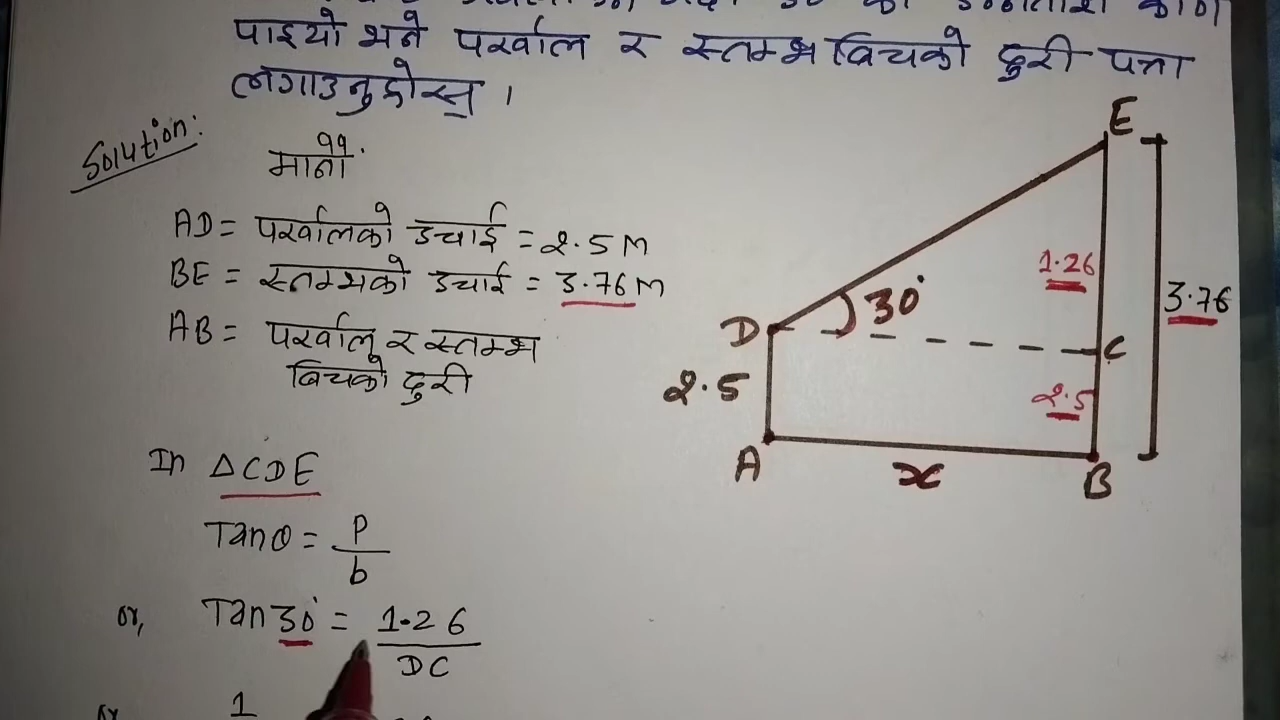 पाइयो भने पर्खाल र स्तम्भ बिचको दुरी पत्ता
लगाउनुहोस् ।
Solution:
मानौं
AD = पर्खालको उचाई = 2.5 M
BE = स्तम्भको उचाई = 3.76 M
AB = पर्खाल र स्तम्भ
बिचको दुरी
In △CDE
Tanθ = P/b
or, Tan30° = 1.26/DC
1
E
1.26
3.76
30°
D
C
2.5
2.5
A
x
B